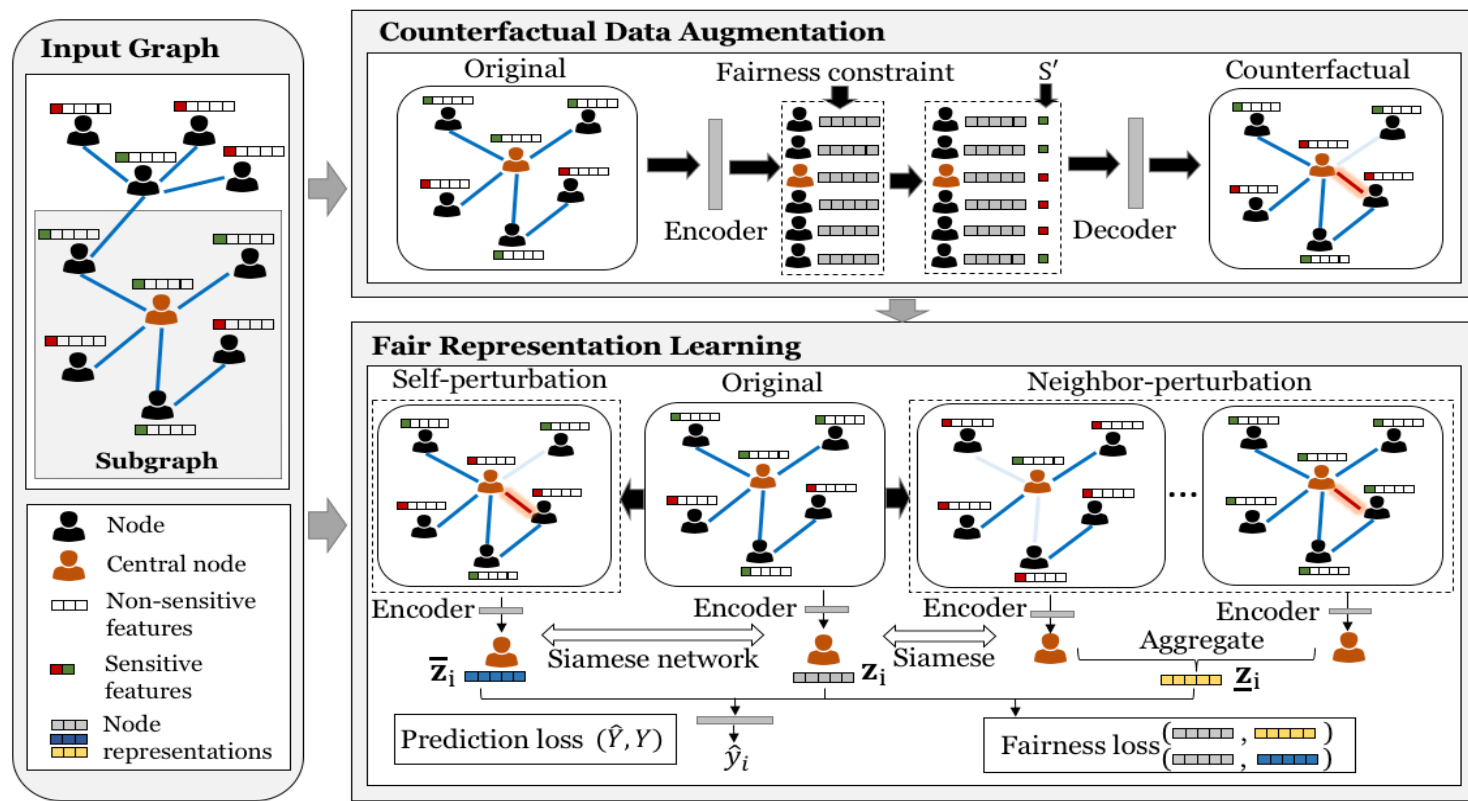 Input Graph
Subgraph
Node
Central node
Non-sensitive
features
Sensitive
features
Node
representations
Counterfactual Data Augmentation
Original
Fairness constraint
S′
Counterfactual
Encoder
Decoder
Fair Representation Learning
Self-perturbation
Original
Neighbor-perturbation
...
Encoder
Encoder
Encoder
Encoder
Siamese network
Siamese
Aggregate
z̅i
zi
z̲i
Prediction loss (Ŷ, Y)
ŷi
Fairness loss( , )
( , )